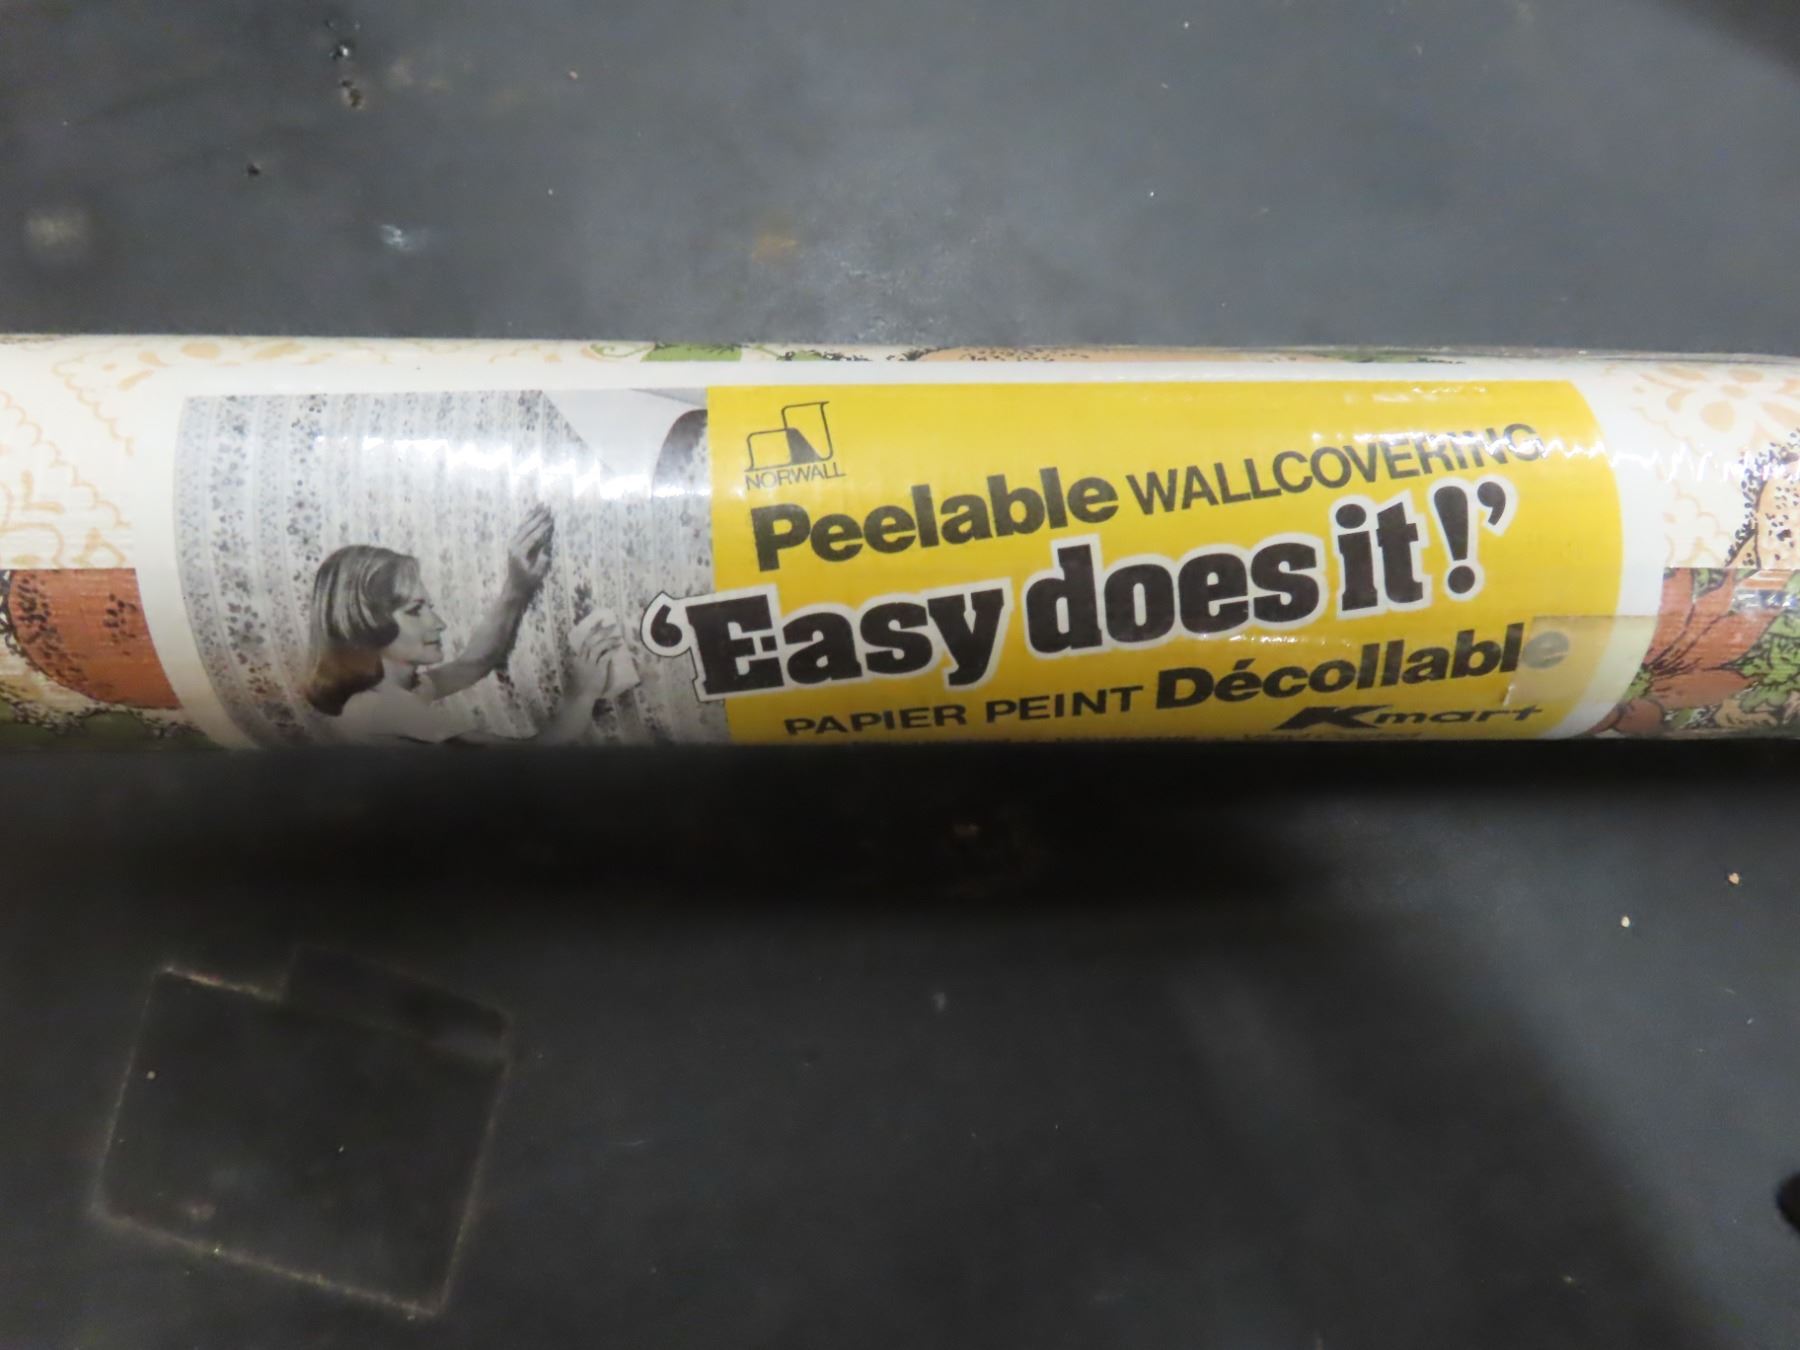 NORWALL
Peelable WALLCOVERING
‘Easy does it!’
PAPIER PEINT Décollable
Kmart